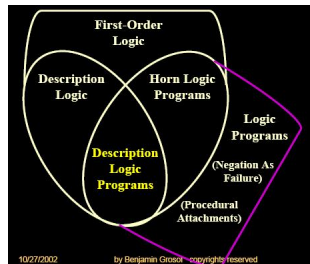 First-Order
Logic
Description
Logic
Horn Logic
Programs
Logic
Programs
Description
Logic
Programs
(Negation As
Failure)
(Procedural
Attachments)
10/27/2002
by Benjamin Grosof copyrights reserved